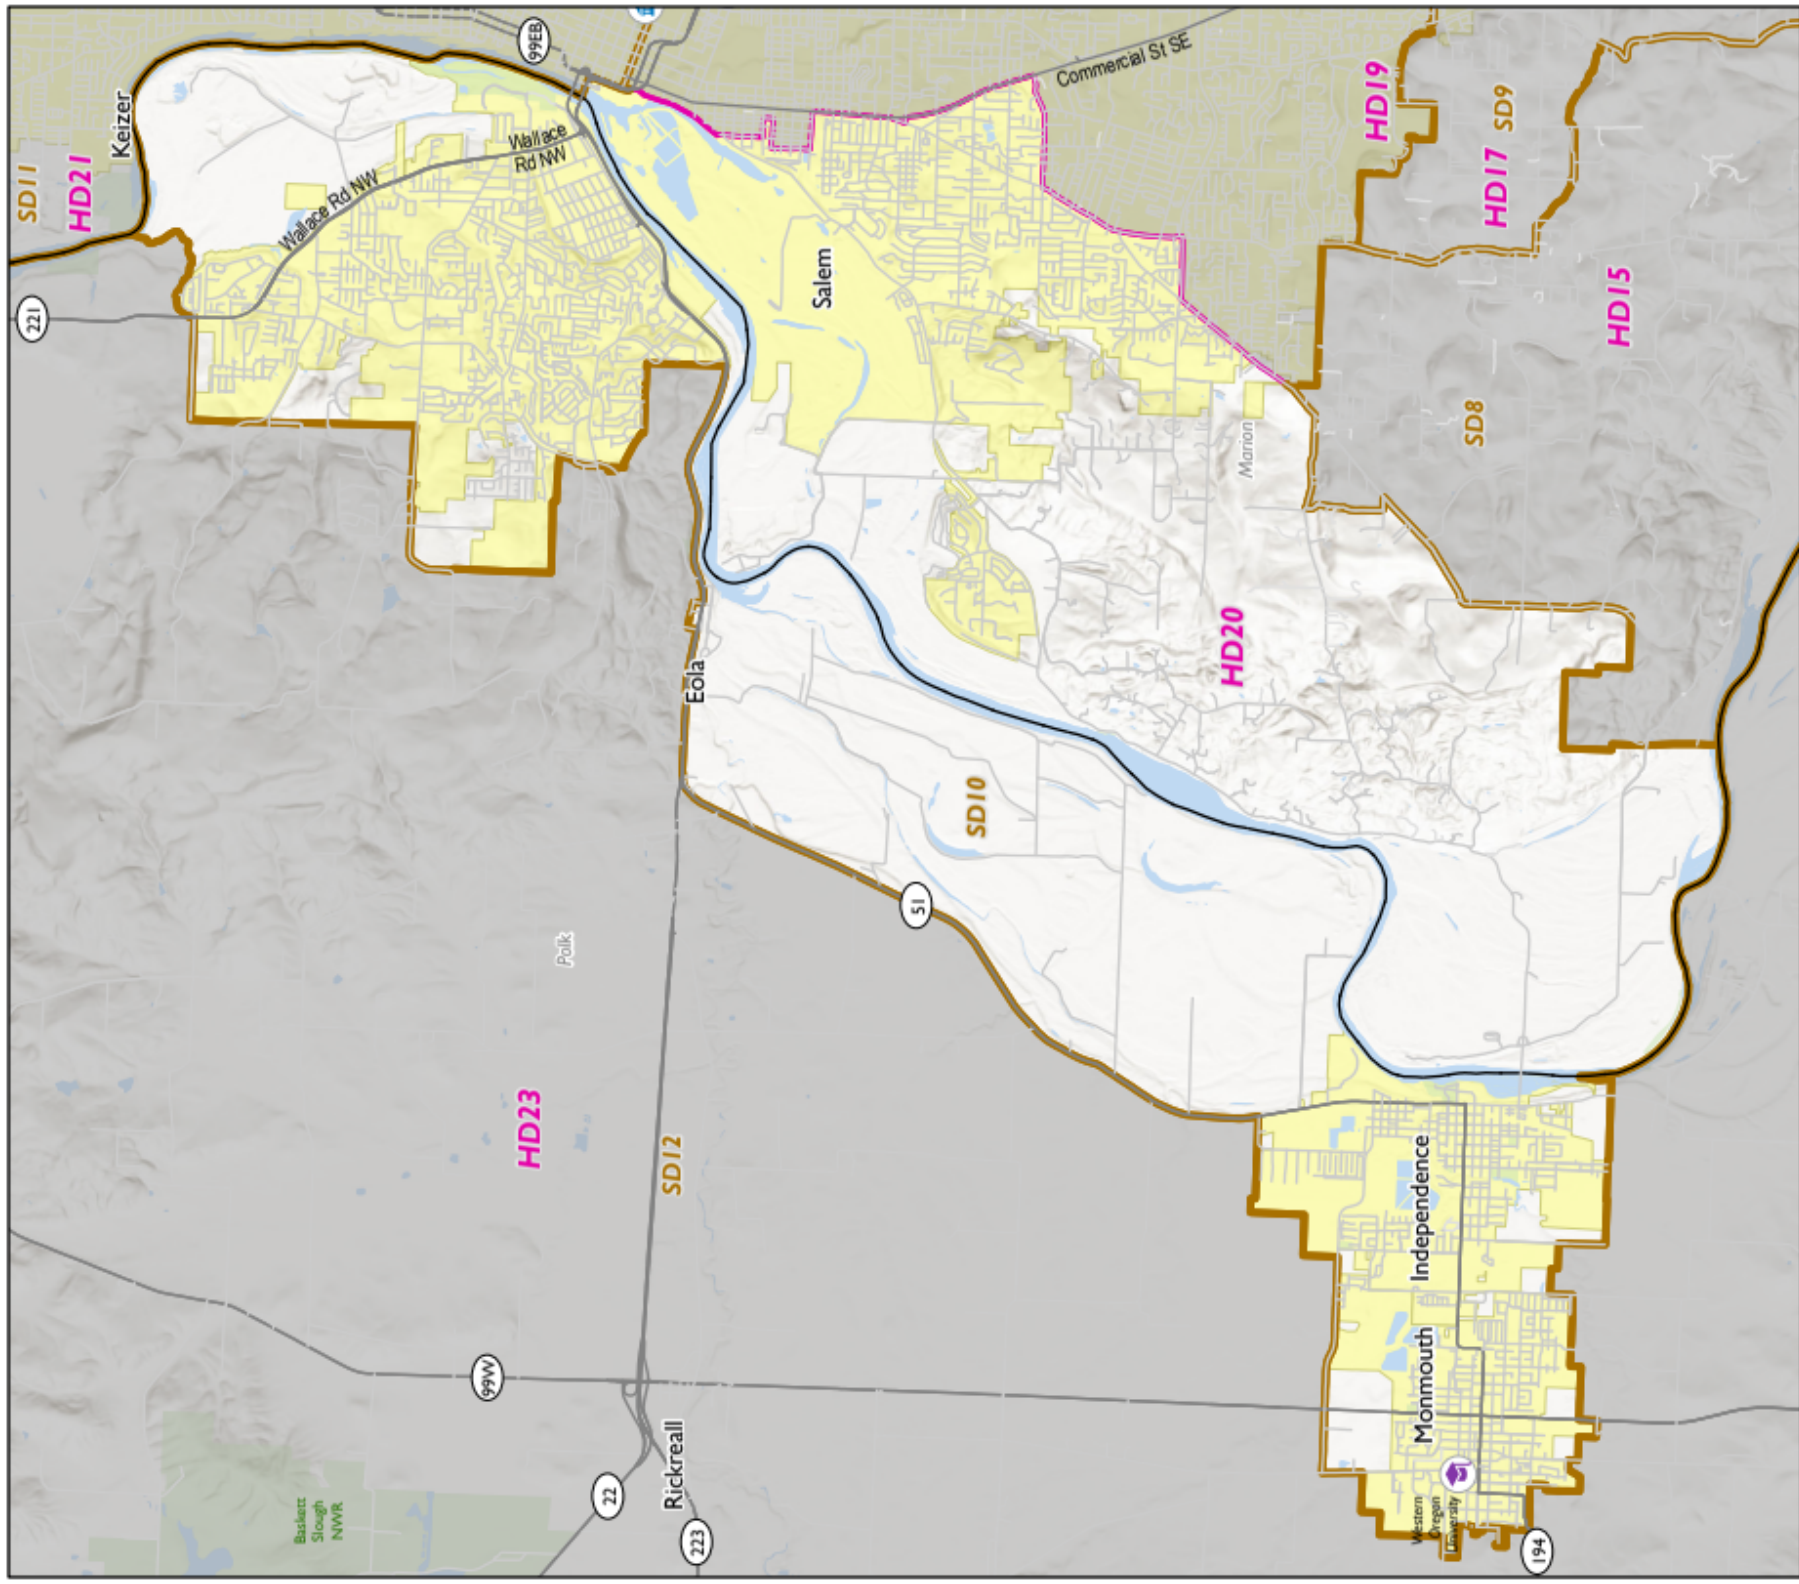 221
SD11
HD21
Keizer
Wallace Rd NW
Wallace
Rd NW
99EB
Commercial St SE
HD19
SD9
HD17
HD15
SD8
Salem
Marion
HD20
Eola
SD10
51
Polk
HD23
SD12
99W
Rickreall
22
223
Baskett
Slough
NWR
Independence
Monmouth
Western
Oregon
University
194